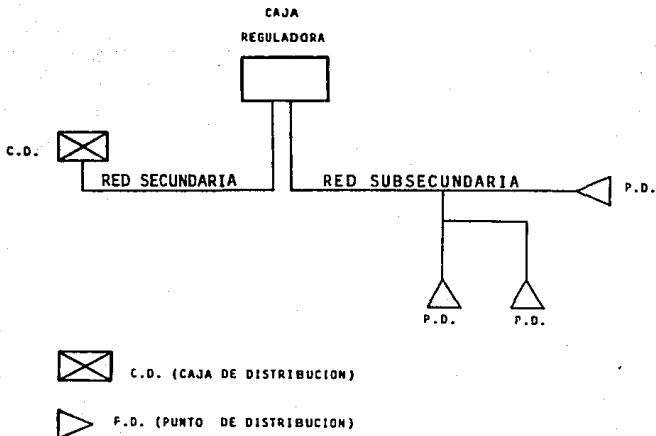 CAJA
REGULADORA
C.D.
RED SECUNDARIA
RED SUBSECUNDARIA
P.D.
P.D.
P.D.
C.D. (CAJA DE DISTRIBUCION)
P.D. (PUNTO DE DISTRIBUCION)